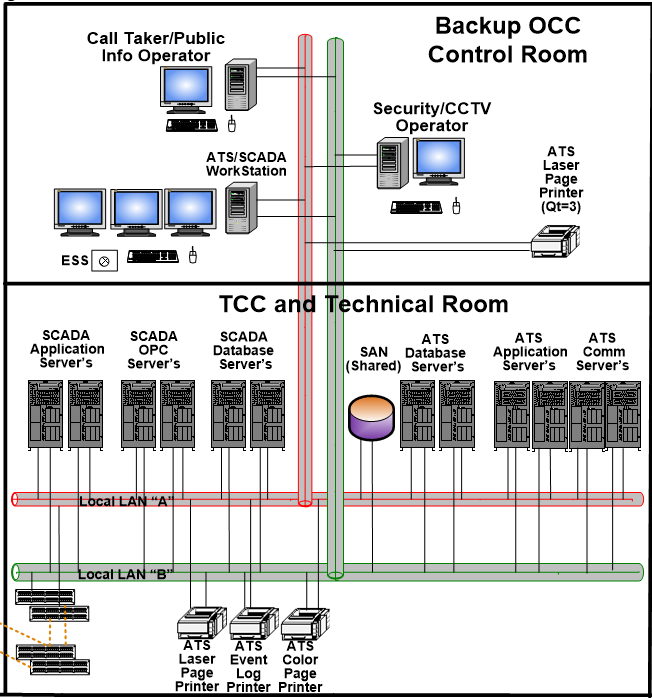 Backup OCC
Control Room
Call Taker/Public
Info Operator
Security/CCTV
Operator
ATS/SCADA
WorkStation
ATS
Laser
Page
Printer
(Qt=3)
ESS
TCC and Technical Room
SCADA
Application
Server's
SCADA
OPC
Server's
SCADA
Database
Server's
SAN
(Shared)
ATS
Database
Server's
ATS
Application
Server's
ATS
Comm
Server's
Local LAN “A”
Local LAN “B”
ATS
Laser
Page
Printer
ATS
Event
Log
Printer
ATS
Color
Page
Printer